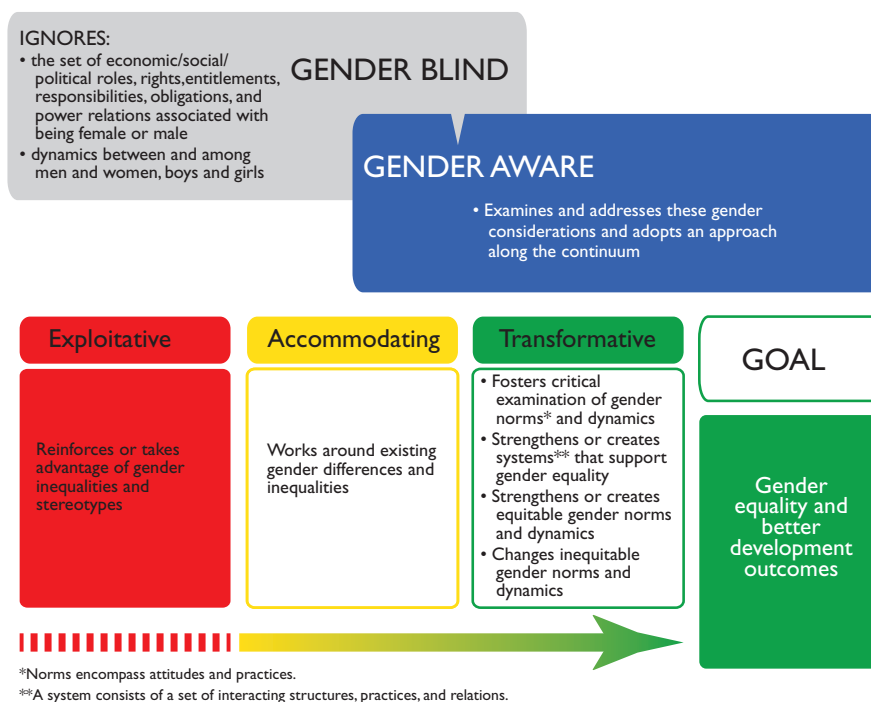 IGNORES:
• the set of economic/social/
political roles, rights,entitlements,
responsibilities, obligations, and
power relations associated with
being female or male
• dynamics between and among
men and women, boys and girls
GENDER BLIND
GENDER AWARE
• Examines and addresses these gender
considerations and adopts an approach
along the continuum
Exploitative
Reinforces or takes
advantage of gender
inequalities and
stereotypes
Accommodating
Works around existing
gender differences and
inequalities
Transformative
• Fosters critical
examination of gender
norms* and dynamics
• Strengthens or creates
systems** that support
gender equality
• Strengthens or creates
equitable gender norms
and dynamics
• Changes inequitable
gender norms and
dynamics
GOAL
Gender
equality and
better
development
outcomes
*Norms encompass attitudes and practices.
**A system consists of a set of interacting structures, practices, and relations.